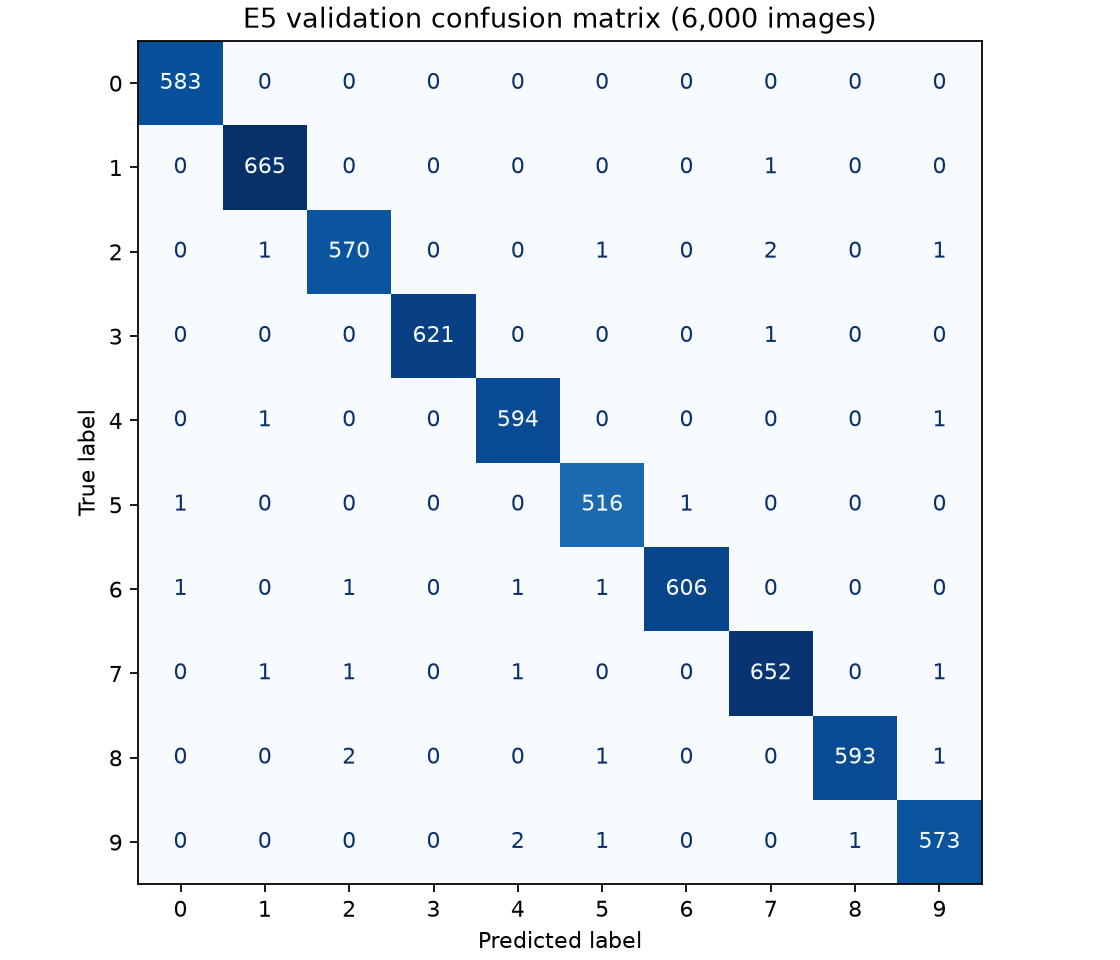 E5 validation confusion matrix (6,000 images)
0 583 0 0 0 0 0 0 0 0 0
1 0 665 0 0 0 0 0 1 0 0
2 0 1 570 0 0 1 0 2 0 1
3 0 0 0 621 0 0 0 1 0 0
4 0 1 0 0 594 0 0 0 0 1
5 1 0 0 0 0 516 1 0 0 0
6 1 0 1 0 1 1 606 0 0 0
7 0 1 1 0 1 0 0 652 0 1
8 0 0 2 0 0 1 0 0 593 1
9 0 0 0 0 2 1 0 0 1 573
True label
0 1 2 3 4 5 6 7 8 9
Predicted label